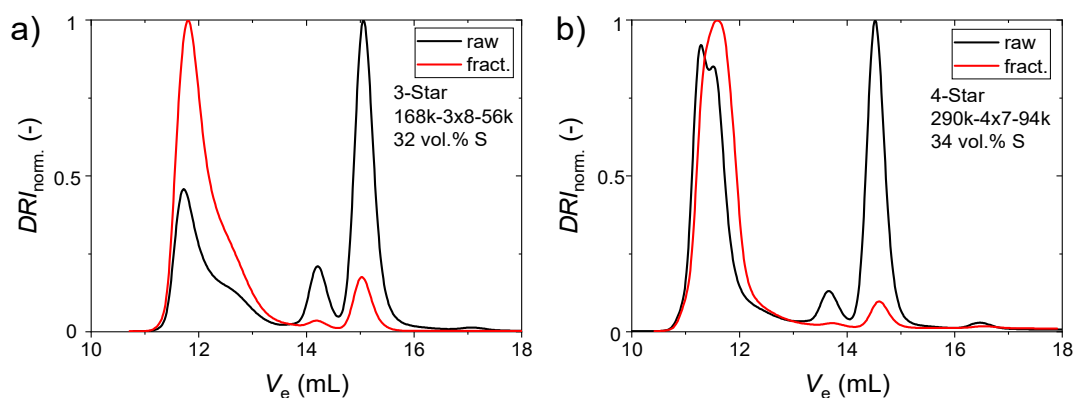 a)
1
0.5
0
DRInorm. (-)
raw
fract.
3-Star
168k-3x8-56k
32 vol.% S
10 12 14 16 18
Ve (mL)
b)
1
0.5
0
DRInorm. (-)
raw
fract.
4-Star
290k-4x7-94k
34 vol.% S
10 12 14 16 18
Ve (mL)